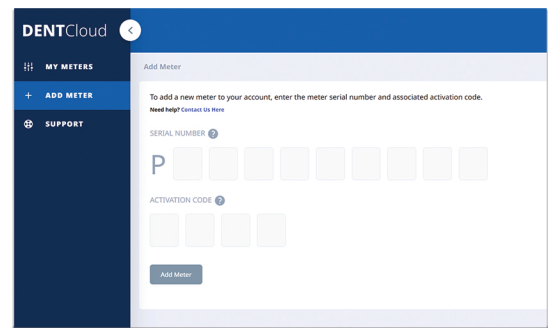 DENTCloud
MY METERS
+ ADD METER
SUPPORT
Add Meter
To add a new meter to your account, enter the meter serial number and associated activation code.
Need help? Contact Us Here
SERIAL NUMBER ?
P
ACTIVATION CODE ?
Add Meter